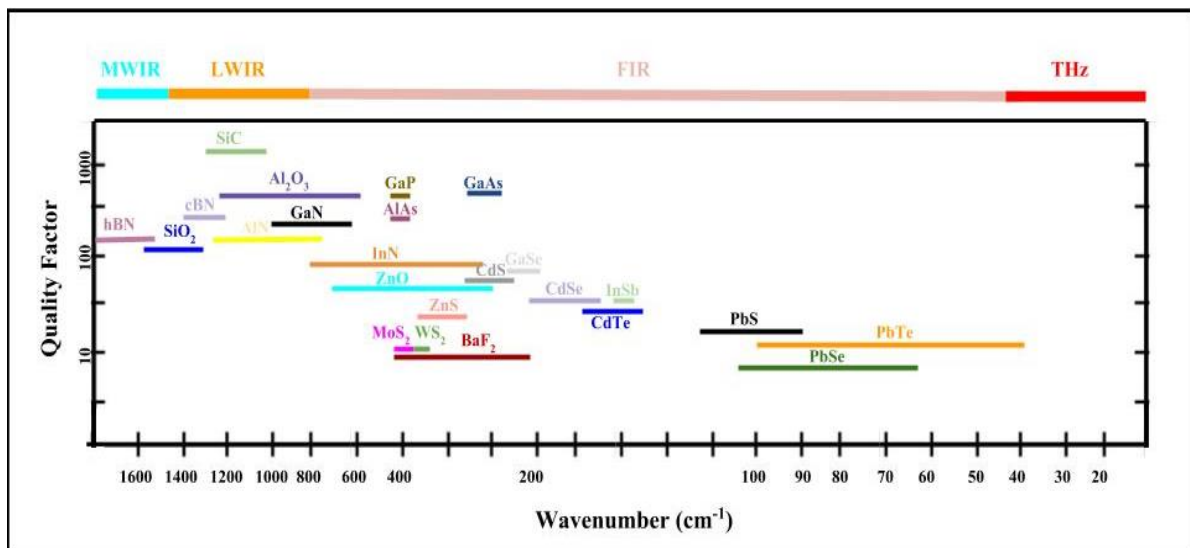 MWIR LWIR FIR THz
SiC
1000
Al₂O₃ GaP GaAs
cBN AlAs
hBN GaN
SiO₂ AlN
100
InN GaSe
CdS
ZnO CdSe InSb
ZnS CdTe
PbS
MoS₂ WS₂ PbTe
BaF₂
10
PbSe
Quality Factor
1600 1400 1200 1000 800 600 400 200 100 90 80 70 60 50 40 30 20
Wavenumber (cm⁻¹)